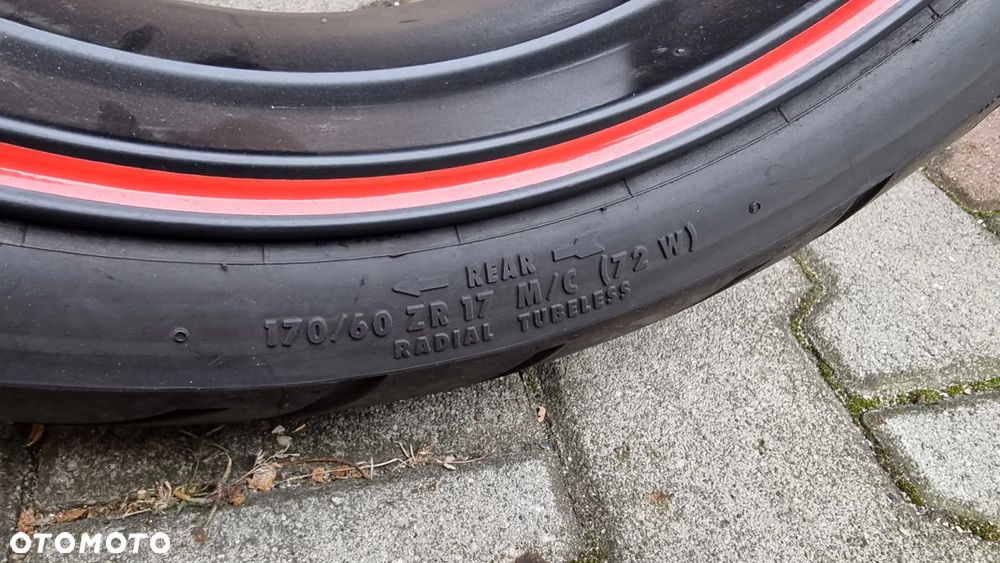 REAR
170/60 ZR 17 M/C (72 W)
RADIAL TUBELESS
OTOMOTO